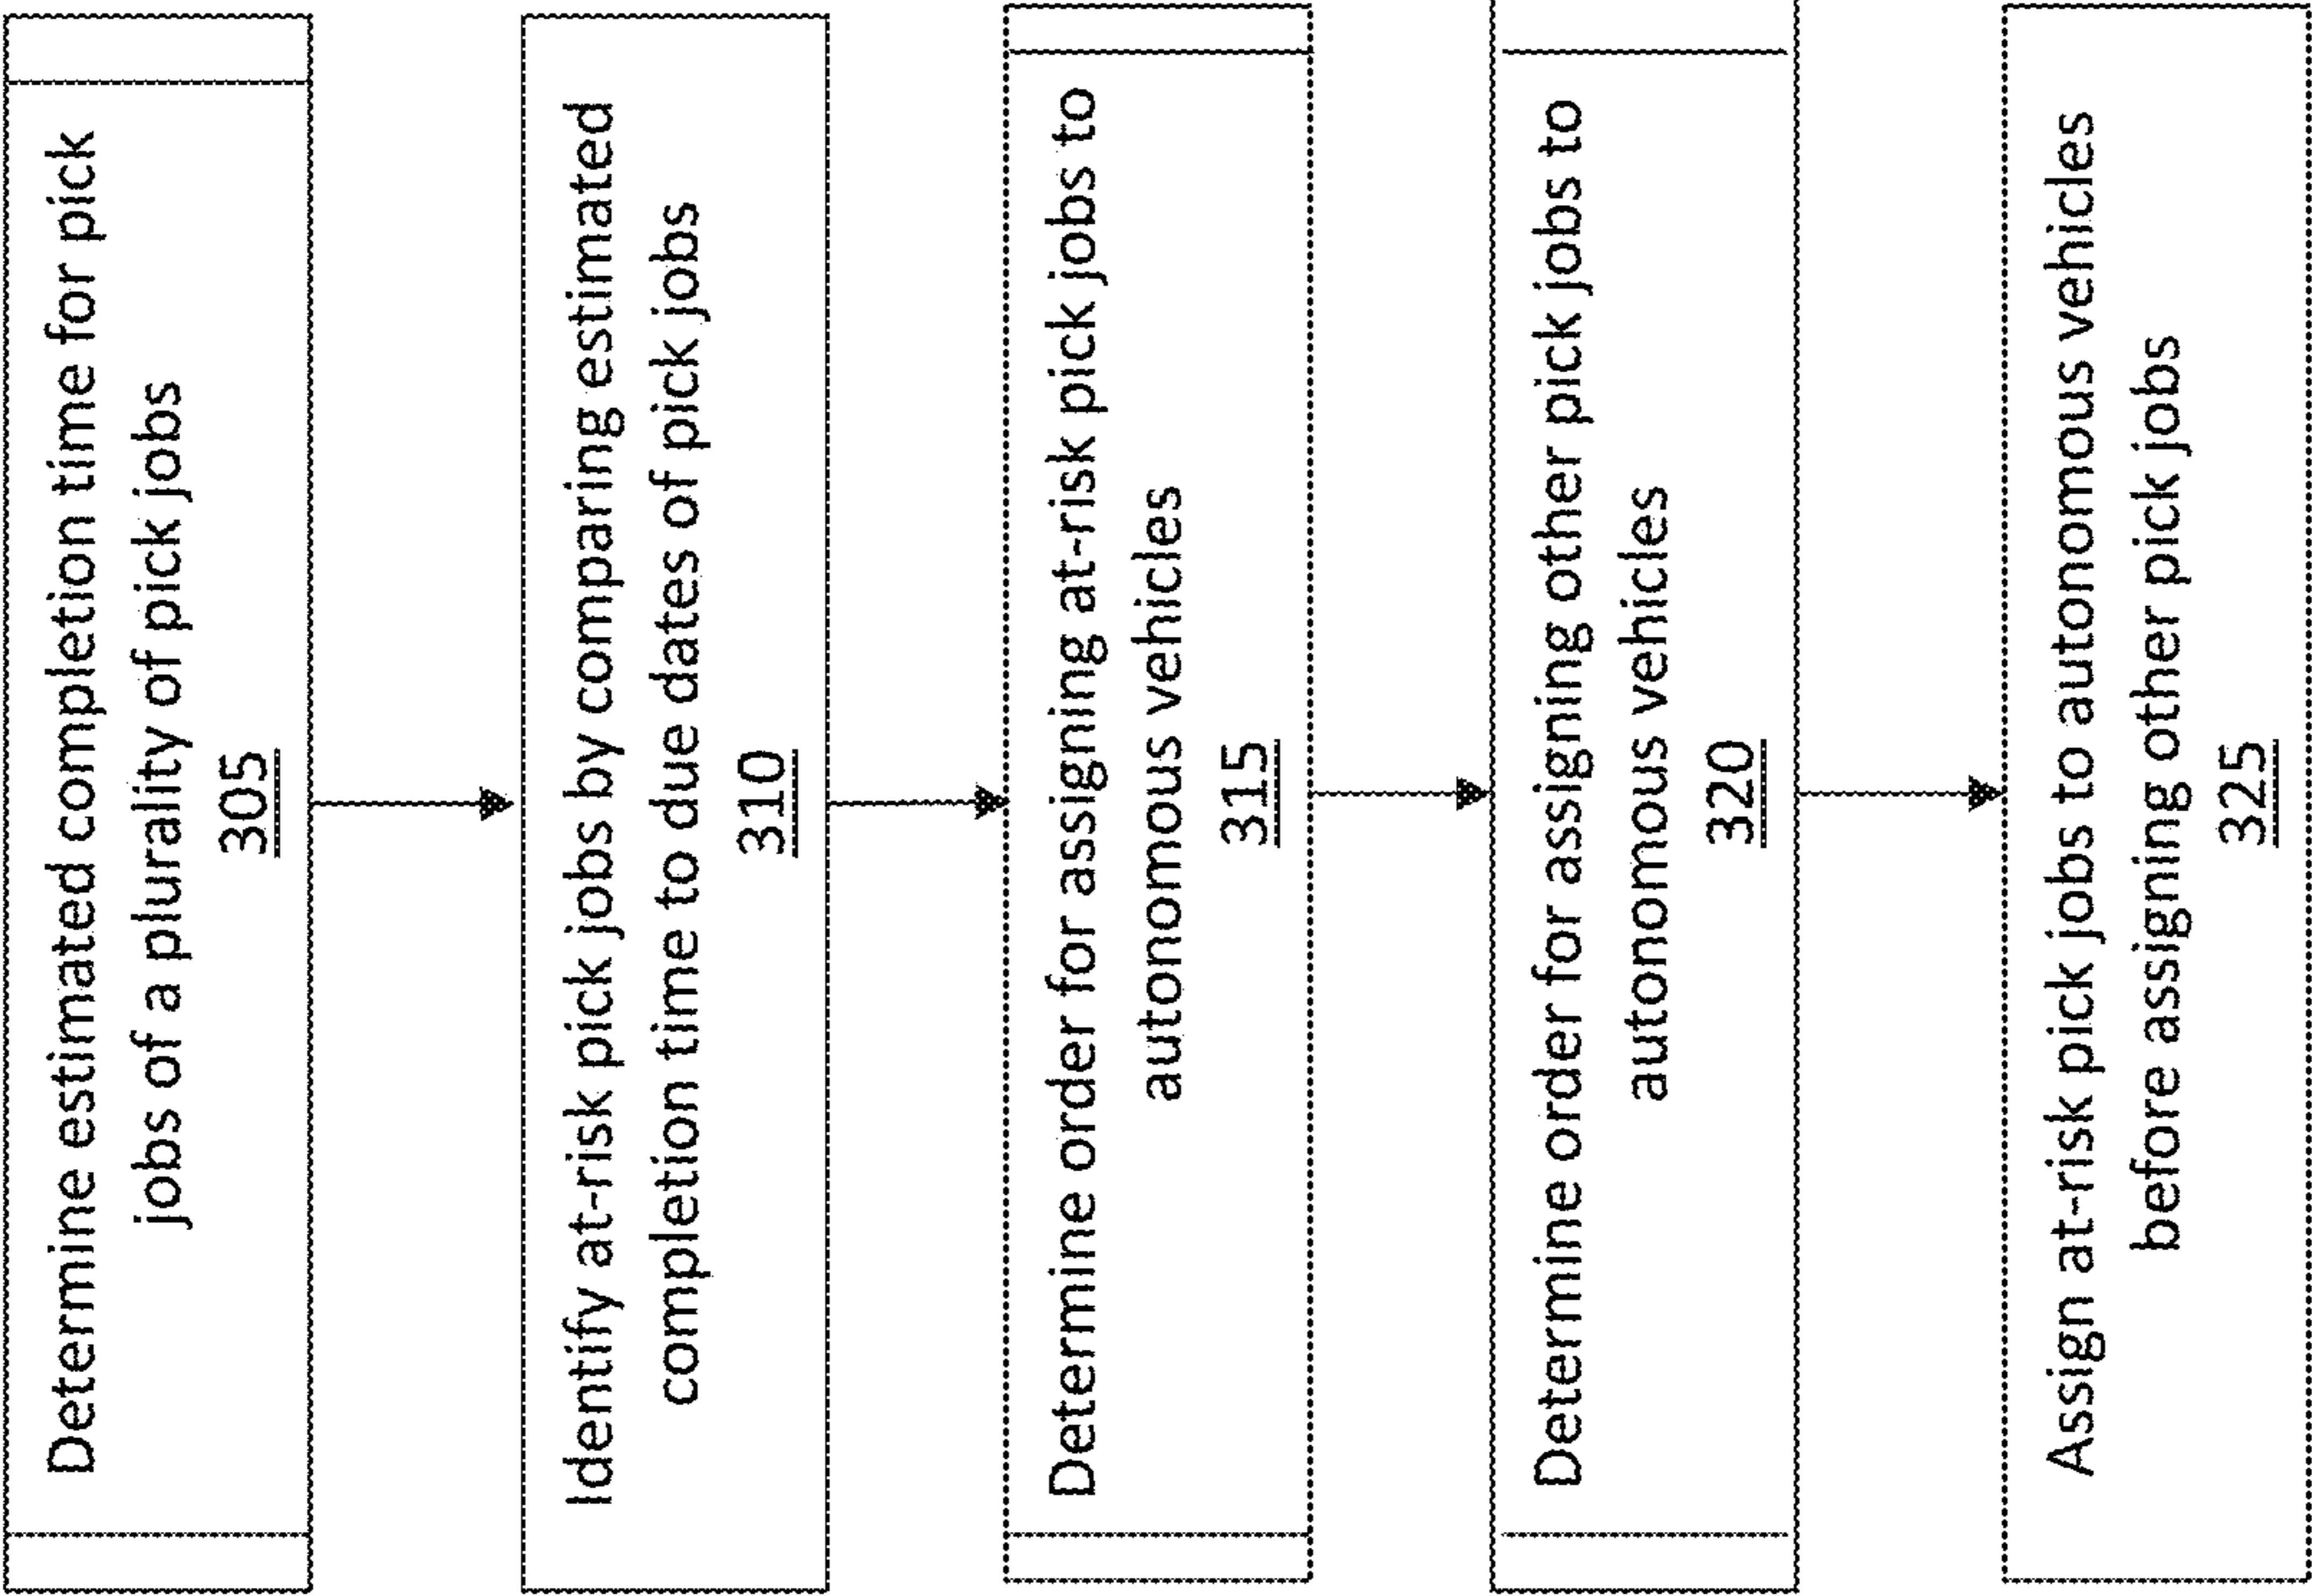 Determine estimated completion time for pick
jobs of a plurality of pick jobs
305
Identify at-risk pick jobs by comparing estimated
completion time to due dates of pick jobs
310
Determine order for assigning at-risk pick jobs to
autonomous vehicles
315
Determine order for assigning other pick jobs to
autonomous vehicles
320
Assign at-risk pick jobs to autonomous vehicles
before assigning other pick jobs
325